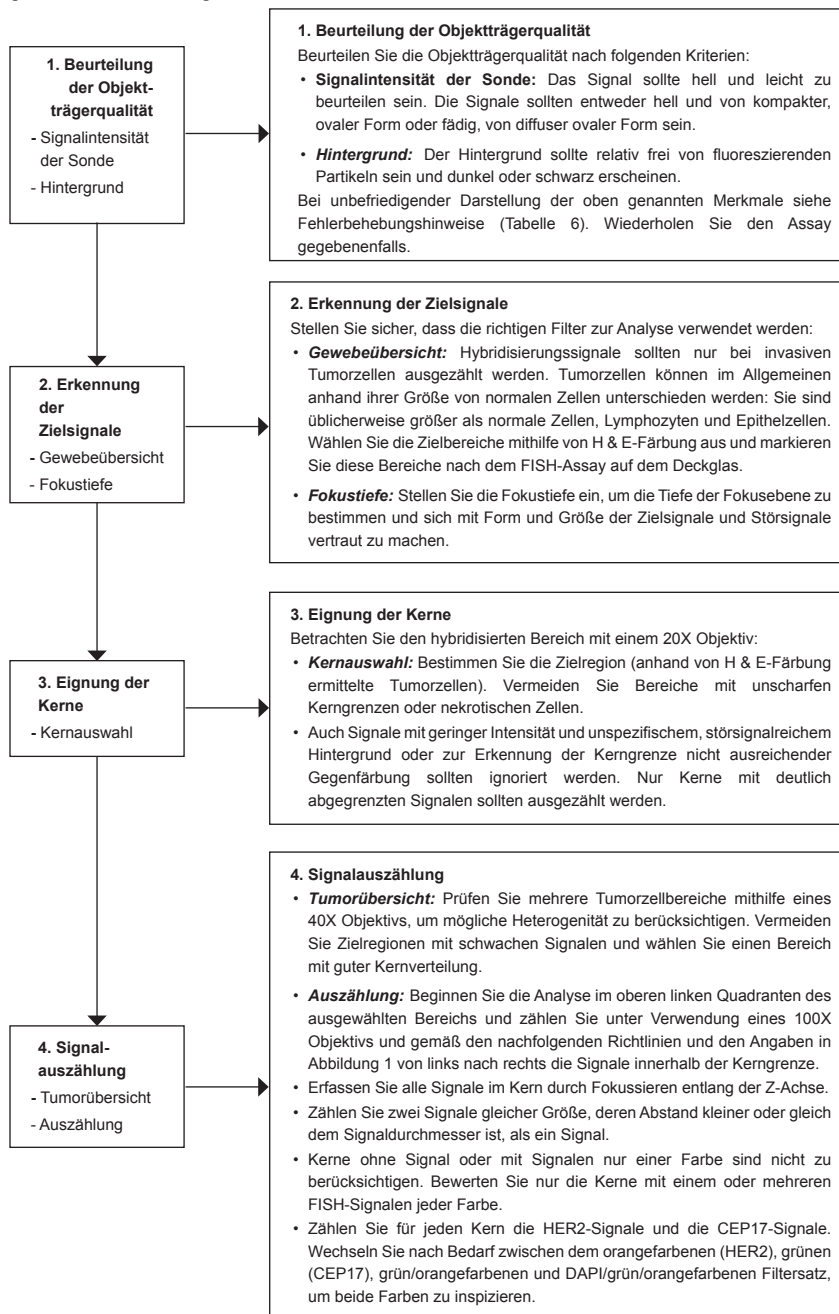 1. Beurteilung
der Objekt-
trägerqualität
- Signalintensität
der Sonde
- Hintergrund
1. Beurteilung der Objektträgerqualität
Beurteilen Sie die Objektträgerqualität nach folgenden Kriterien:
• Signalintensität der Sonde: Das Signal sollte hell und leicht zu
beurteilen sein. Die Signale sollten entweder hell und von kompakter,
ovaler Form oder fädig, von diffuser ovaler Form sein.
• Hintergrund: Der Hintergrund sollte relativ frei von fluoreszierenden
Partikeln sein und dunkel oder schwarz erscheinen.
Bei unbefriedigender Darstellung der oben genannten Merkmale siehe
Fehlerbehebungshinweise (Tabelle 6). Wiederholen Sie den Assay
gegebenenfalls.
2. Erkennung
der
Zielsignale
- Gewebeübersicht
- Fokustiefe
2. Erkennung der Zielsignale
Stellen Sie sicher, dass die richtigen Filter zur Analyse verwendet werden:
• Gewebeübersicht: Hybridisierungssignale sollten nur bei invasiven
Tumorzellen ausgezählt werden. Tumorzellen können im Allgemeinen
anhand ihrer Größe von normalen Zellen unterschieden werden: Sie sind
üblicherweise größer als normale Zellen, Lymphozyten und Epithelzellen.
Wählen Sie die Zielbereiche mithilfe von H & E-Färbung aus und markieren
Sie diese Bereiche nach dem FISH-Assay auf dem Deckglas.
• Fokustiefe: Stellen Sie die Fokustiefe ein, um die Tiefe der Fokusebene zu
bestimmen und sich mit Form und Größe der Zielsignale und Störsignale
vertraut zu machen.
3. Eignung der
Kerne
- Kernauswahl
3. Eignung der Kerne
Betrachten Sie den hybridisierten Bereich mit einem 20X Objektiv:
• Kernauswahl: Bestimmen Sie die Zielregion (anhand von H & E-Färbung
ermittelte Tumorzellen). Vermeiden Sie Bereiche mit unscharfen
Kerngrenzen oder nekrotischen Zellen.
• Auch Signale mit geringer Intensität und unspezifischem, störsignalreichem
Hintergrund oder zur Erkennung der Kerngrenze nicht ausreichender
Gegenfärbung sollten ignoriert werden. Nur Kerne mit deutlich
abgegrenzten Signalen sollten ausgezählt werden.
4. Signal-
auszählung
- Tumorübersicht
- Auszählung
4. Signalauszählung
• Tumorübersicht: Prüfen Sie mehrere Tumorzellbereiche mithilfe eines
40X Objektivs, um mögliche Heterogenität zu berücksichtigen. Vermeiden
Sie Zielregionen mit schwachen Signalen und wählen Sie einen Bereich
mit guter Kernverteilung.
• Auszählung: Beginnen Sie die Analyse im oberen linken Quadranten des
ausgewählten Bereichs und zählen Sie unter Verwendung eines 100X
Objektivs und gemäß den nachfolgenden Richtlinien und den Angaben in
Abbildung 1 von links nach rechts die Signale innerhalb der Kerngrenze.
• Erfassen Sie alle Signale im Kern durch Fokussieren entlang der Z-Achse.
• Zählen Sie zwei Signale gleicher Größe, deren Abstand kleiner oder gleich
dem Signaldurchmesser ist, als ein Signal.
• Kerne ohne Signal oder mit Signalen nur einer Farbe sind nicht zu
berücksichtigen. Bewerten Sie nur die Kerne mit einem oder mehreren
FISH-Signalen jeder Farbe.
• Zählen Sie für jeden Kern die HER2-Signale und die CEP17-Signale.
Wechseln Sie nach Bedarf zwischen dem orangefarbenen (HER2), grünen
(CEP17), grün/orangefarbenen und DAPI/grün/orangefarbenen Filtersatz,
um beide Farben zu inspizieren.